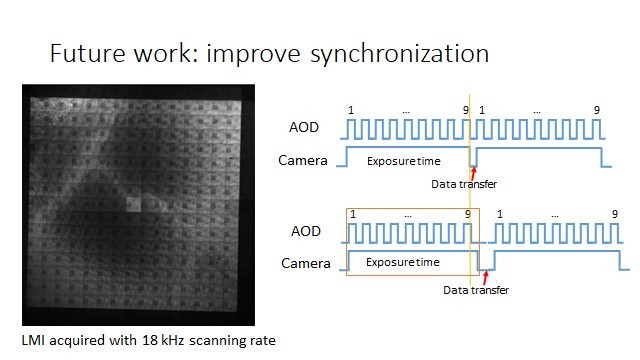 Future work: improve synchronization
1 ... 9 1 ... 9
AOD
Camera
Exposure time
Data transfer
1 ... 9 1 ... 9
AOD
Camera
Exposure time
Data transfer
LMI acquired with 18 kHz scanning rate